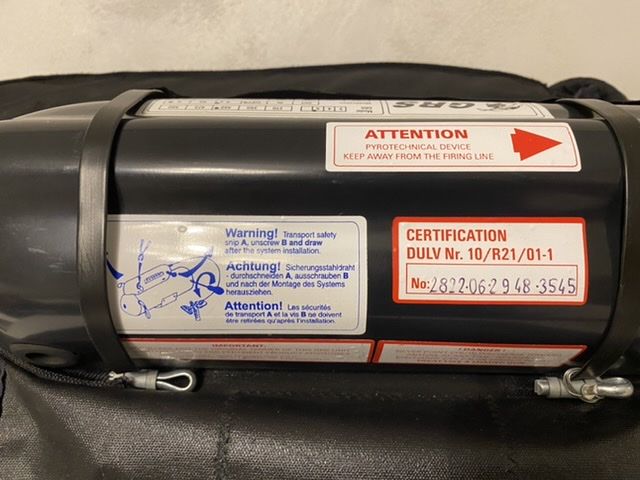 GRS
ATTENTION
PYROTECHNICAL DEVICE
KEEP AWAY FROM THE FIRING LINE
Warning! Transport safety
snip A, unscrew B and draw
after the system installation.
Achtung! Sicherungsstahldraht
- durchschneiden A, ausschrauben B
und nach der Montage des Systems
herausziehen.
Attention! Les sécurités
de transport A et la vis B ne doivent
être retirées qu'après l'installation.
CERTIFICATION
DULV Nr. 10/R21/01-1
No: 2822-06-29 48-3545
IMPORTANT:
! DANGER !